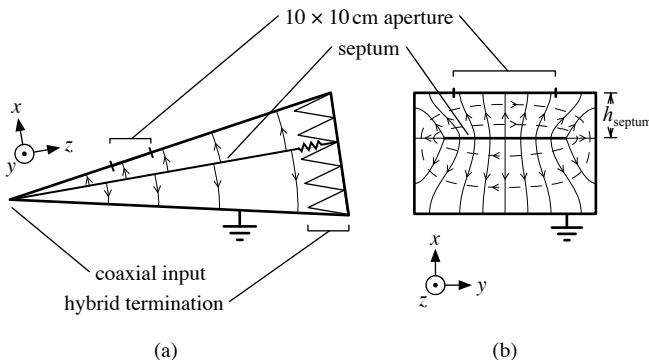 10 × 10 cm aperture
septum
x
y
z
h_septum
coaxial input
hybrid termination
x
z
y
(a)
(b)